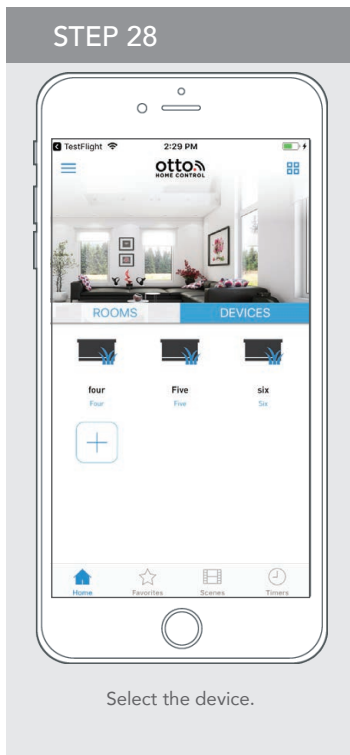 STEP 28
TestFlight 2:29 PM
otto
HOME CONTROL
ROOMS DEVICES
four Five six
Four Five Six
Home Favorites Scenes Timers
Select the device.